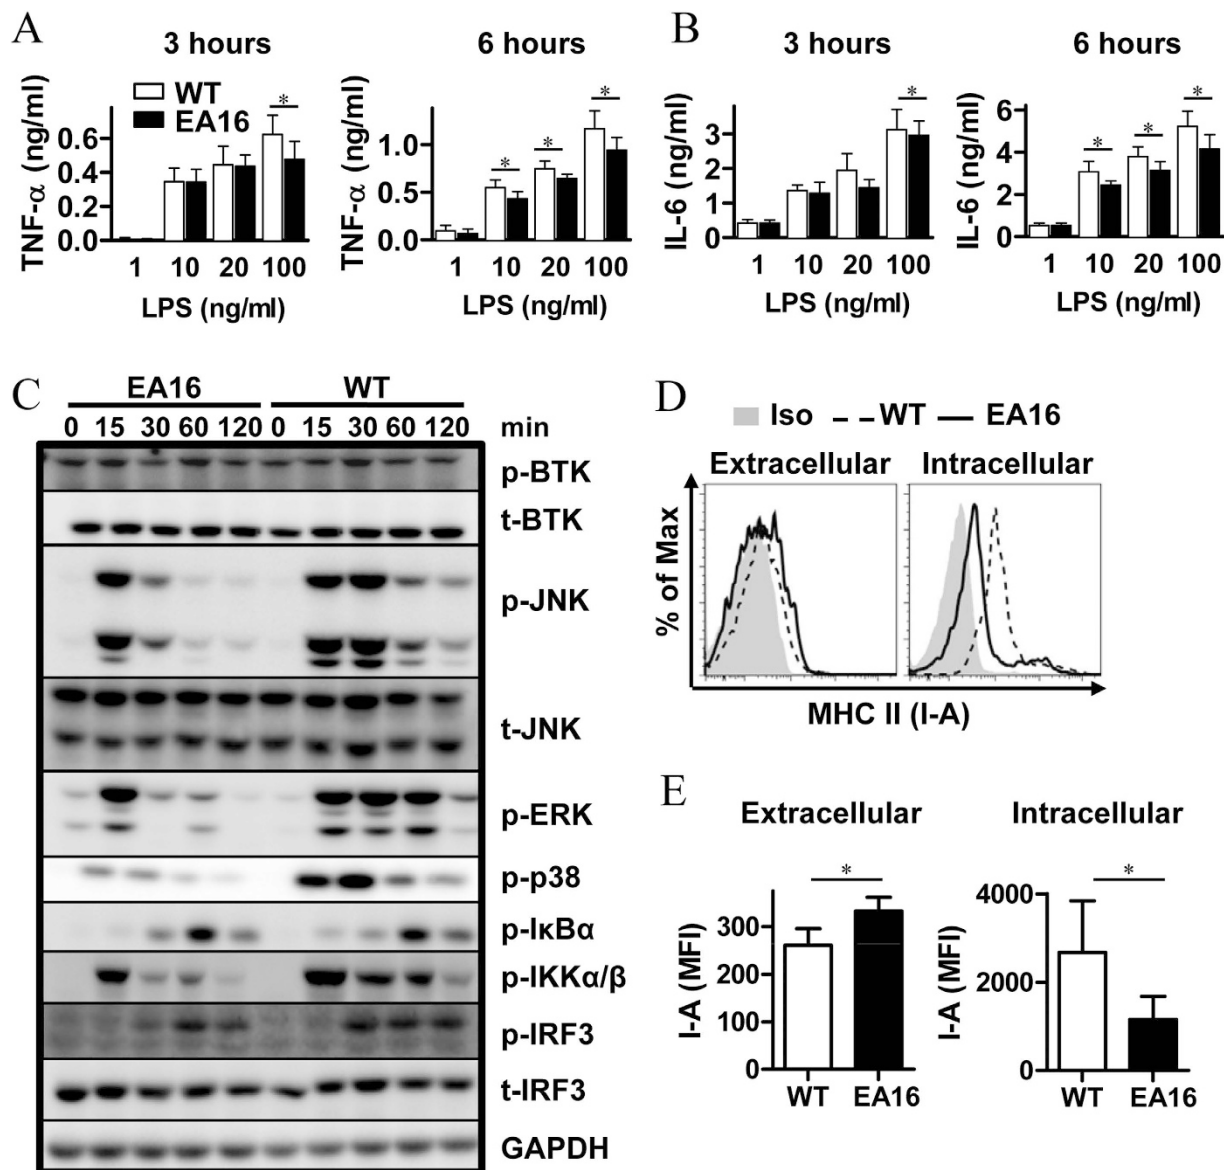 A
3 hours
6 hours
TNF-α (ng/ml)
0.6
0.4
0.2
0.0
WT
EA16
*
1 10 20 100
LPS (ng/ml)
TNF-α (ng/ml)
1.0
0.5
0.0
* * *
1 10 20 100
LPS (ng/ml)
B
3 hours
6 hours
IL-6 (ng/ml)
3
2
1
0
*
1 10 20 100
LPS (ng/ml)
IL-6 (ng/ml)
6
4
2
0
* * *
1 10 20 100
LPS (ng/ml)
C
EA16 WT
0 15 30 60 120 0 15 30 60 120 min
p-BTK
t-BTK
p-JNK
t-JNK
p-ERK
p-p38
p-IκBα
p-IKKα/β
p-IRF3
t-IRF3
GAPDH
D
Iso WT EA16
Extracellular Intracellular
% of Max
MHC II (I-A)
E
Extracellular
Intracellular
I-A (MFI)
300
200
100
0
*
WT EA16
I-A (MFI)
4000
2000
0
*
WT EA16